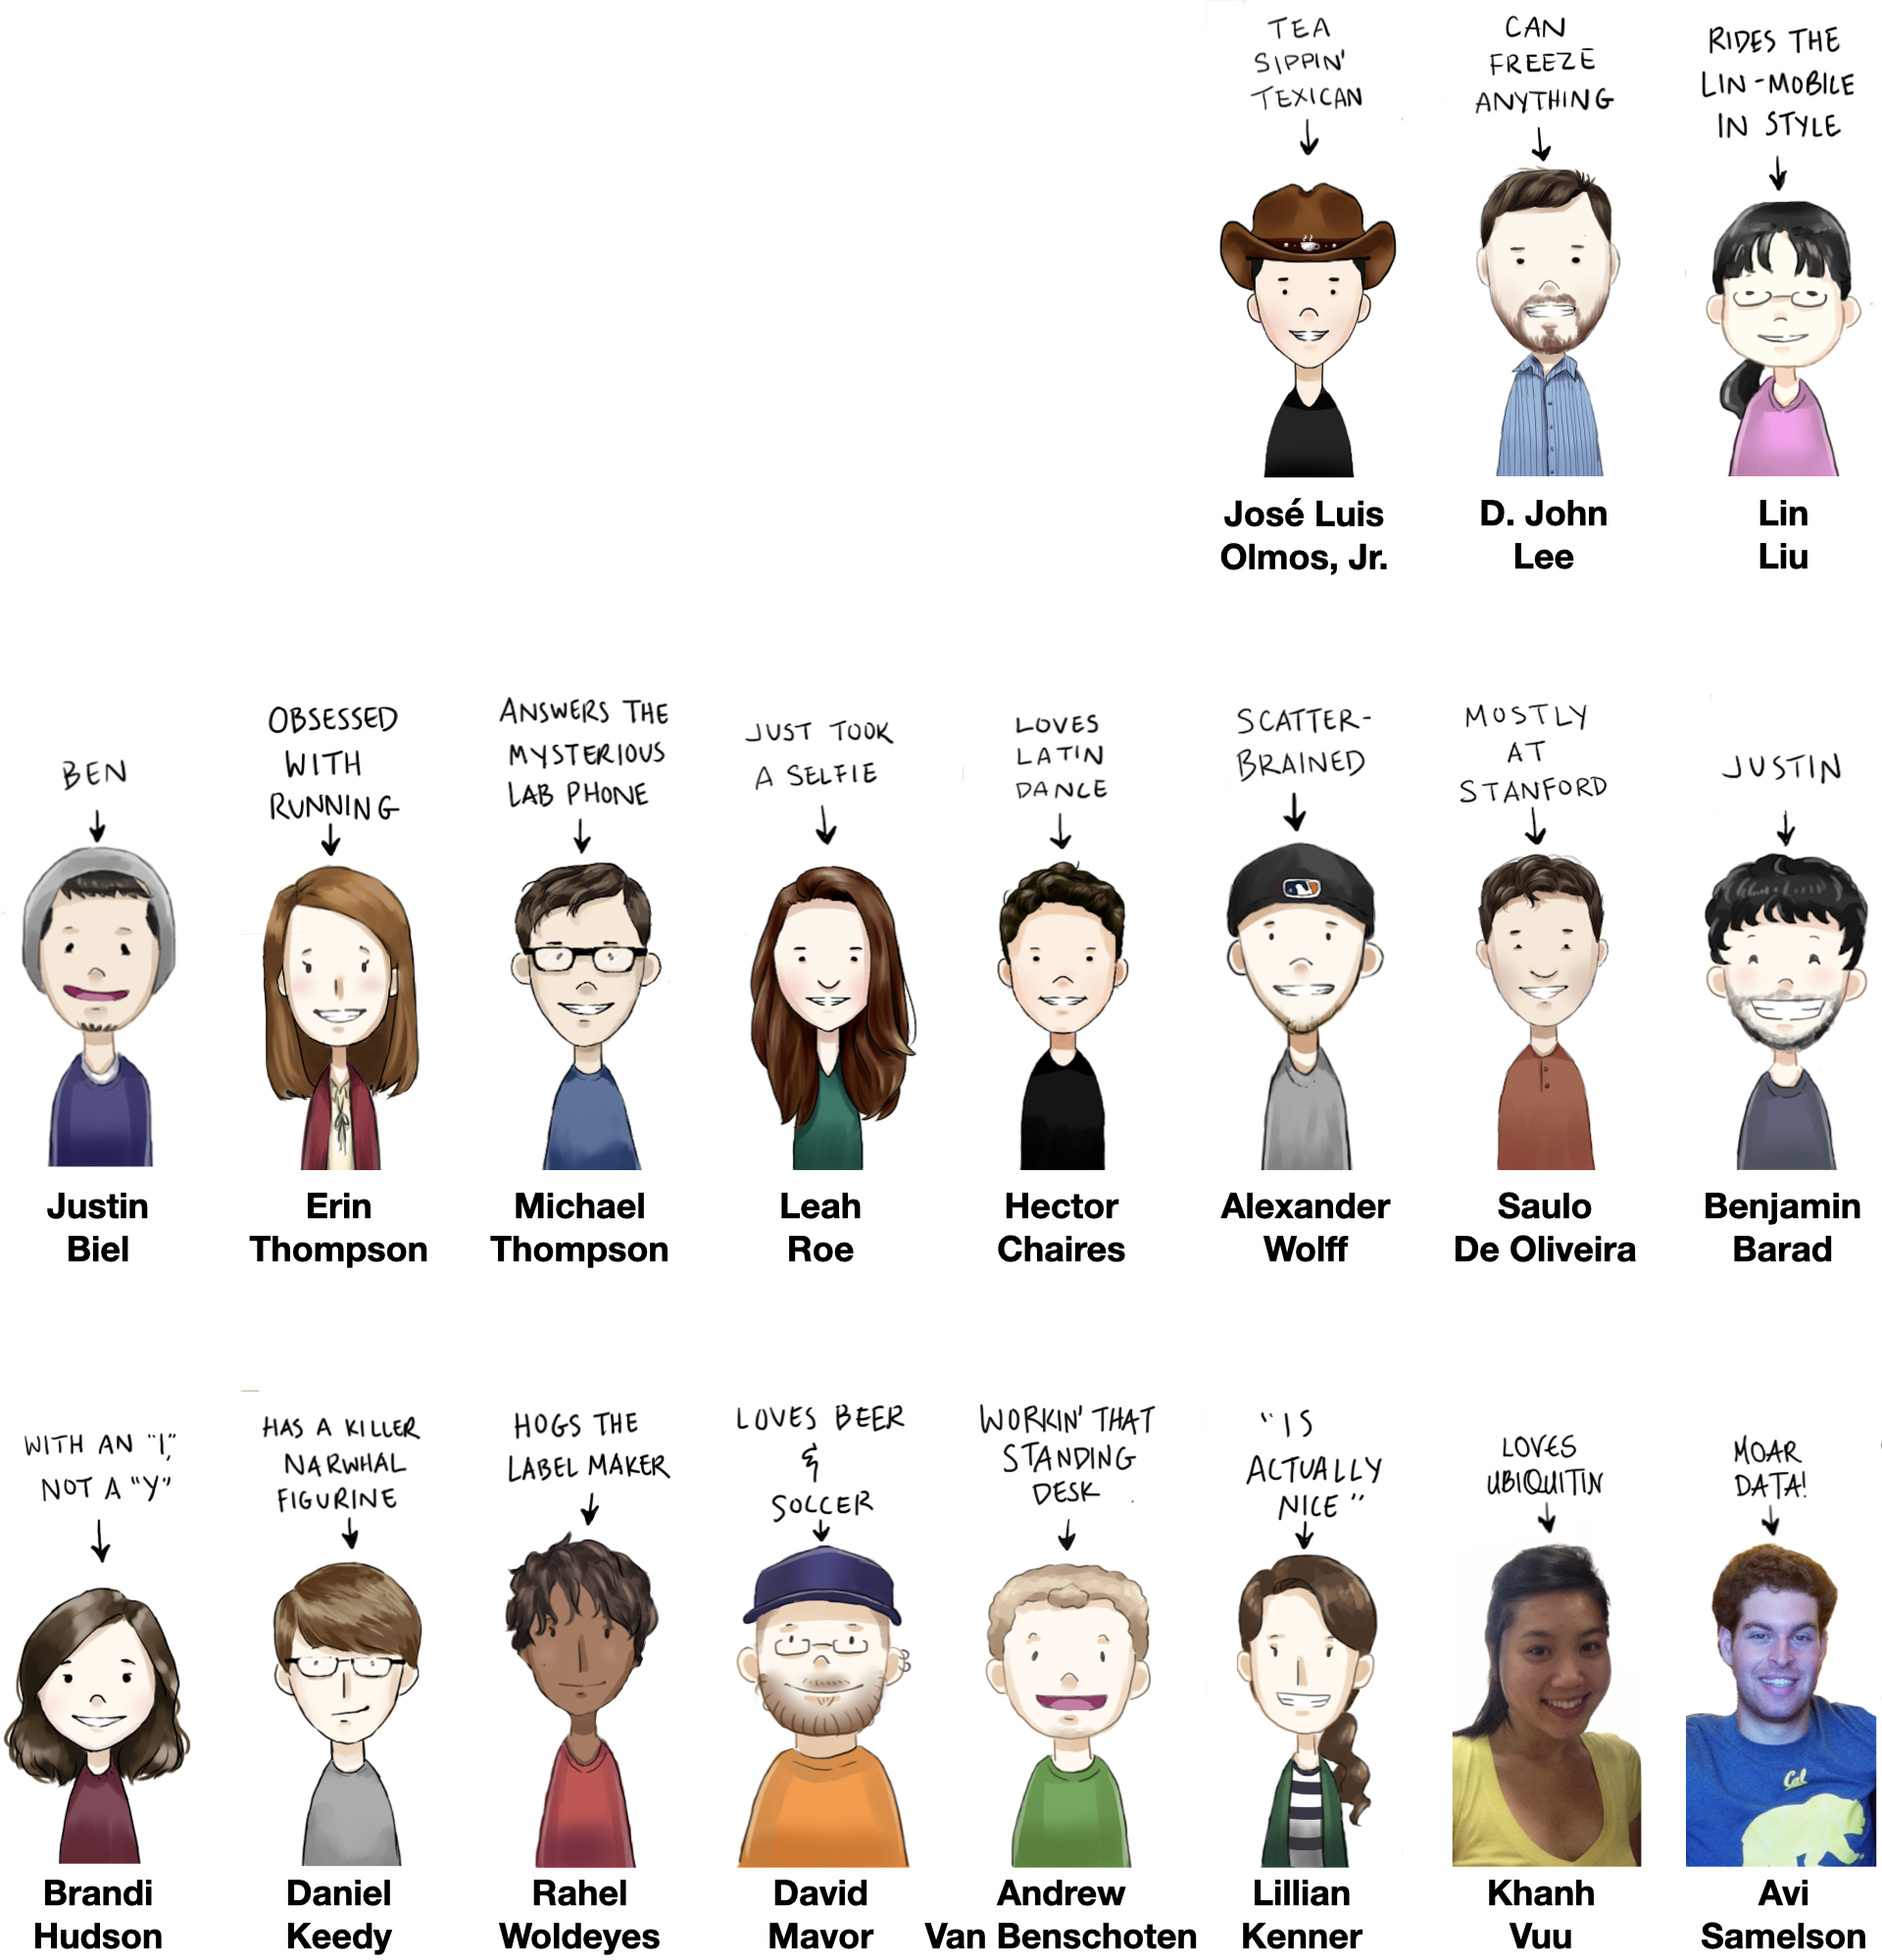 TEA
SIPPIN'
TEXICAN
José Luis
Olmos, Jr.
CAN
FREEZE
ANYTHING
D. John
Lee
RIDES THE
LIN-MOBILE
IN STYLE
Lin
Liu
BEN
Justin
Biel
OBSESSED
WITH
RUNNING
Erin
Thompson
ANSWERS THE
MYSTERIOUS
LAB PHONE
Michael
Thompson
JUST TOOK
A SELFIE
Leah
Roe
LOVES
LATIN
DANCE
Hector
Chaires
SCATTER-
BRAINED
Alexander
Wolff
MOSTLY
AT
STANFORD
Saulo
De Oliveira
JUSTIN
Benjamin
Barad
WITH AN "I,"
NOT A "Y"
Brandi
Hudson
HAS A KILLER
NARWHAL
FIGURINE
Daniel
Keedy
HOGS THE
LABEL MAKER
Rahel
Woldeyes
LOVES BEER
&
SOCCER
David
Mavor
WORKIN' THAT
STANDING
DESK
Andrew
Van Benschoten
"IS
ACTUALLY
NICE"
Lillian
Kenner
LOVES
UBIQUITIN
Khanh
Vuu
MOAR
DATA!
Cal
Avi
Samelson